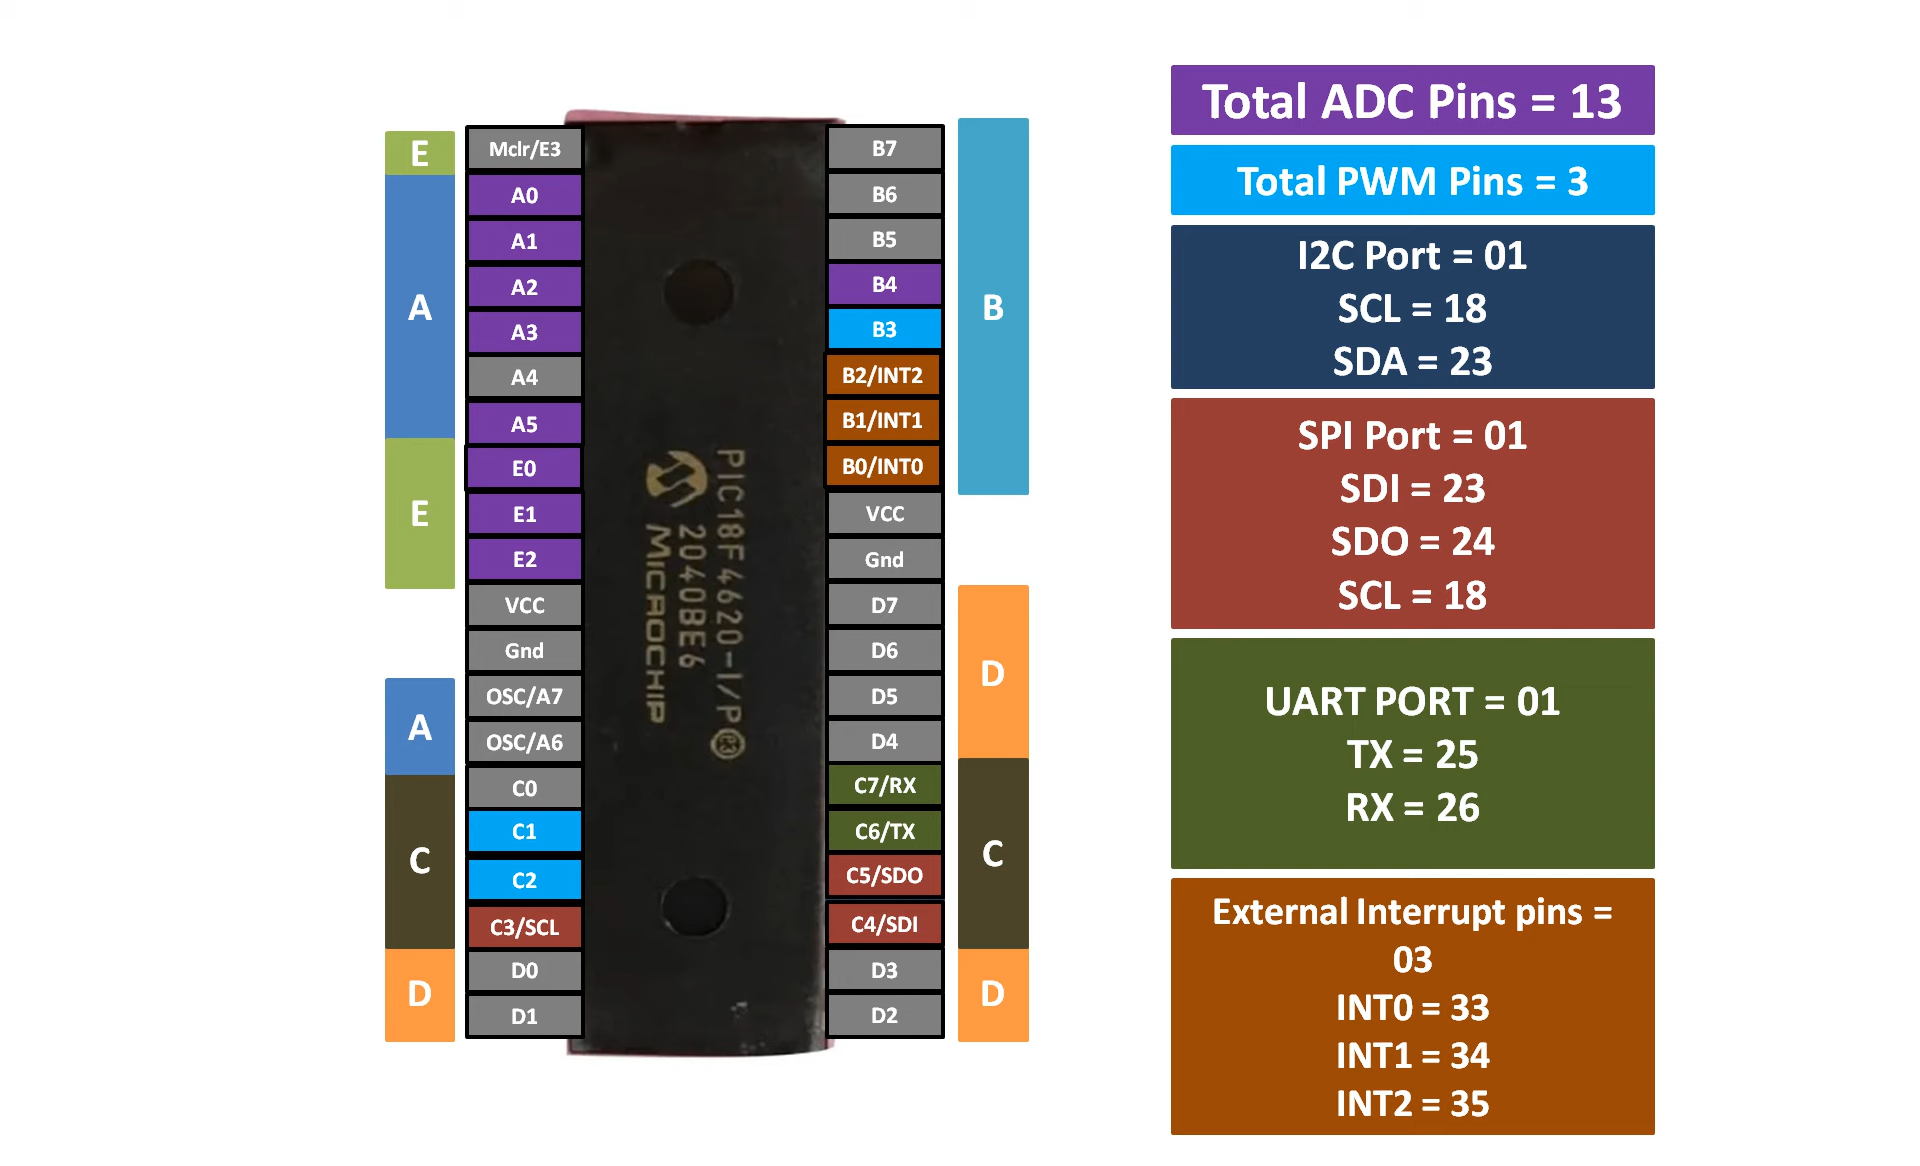 E
A
E
A
C
D
Mclr/E3
A0
A1
A2
A3
A4
A5
E0
E1
E2
VCC
Gnd
OSC/A7
OSC/A6
C0
C1
C2
C3/SCL
D0
D1
PIC18F4620-I/P e3
2040BE6
MICROCHIP
B7
B6
B5
B4
B3
B2/INT2
B1/INT1
B0/INT0
VCC
Gnd
D7
D6
D5
D4
C7/RX
C6/TX
C5/SDO
C4/SDI
D3
D2
B
D
C
D
Total ADC Pins = 13
Total PWM Pins = 3
I2C Port = 01
SCL = 18
SDA = 23
SPI Port = 01
SDI = 23
SDO = 24
SCL = 18
UART PORT = 01
TX = 25
RX = 26
External Interrupt pins =
03
INT0 = 33
INT1 = 34
INT2 = 35